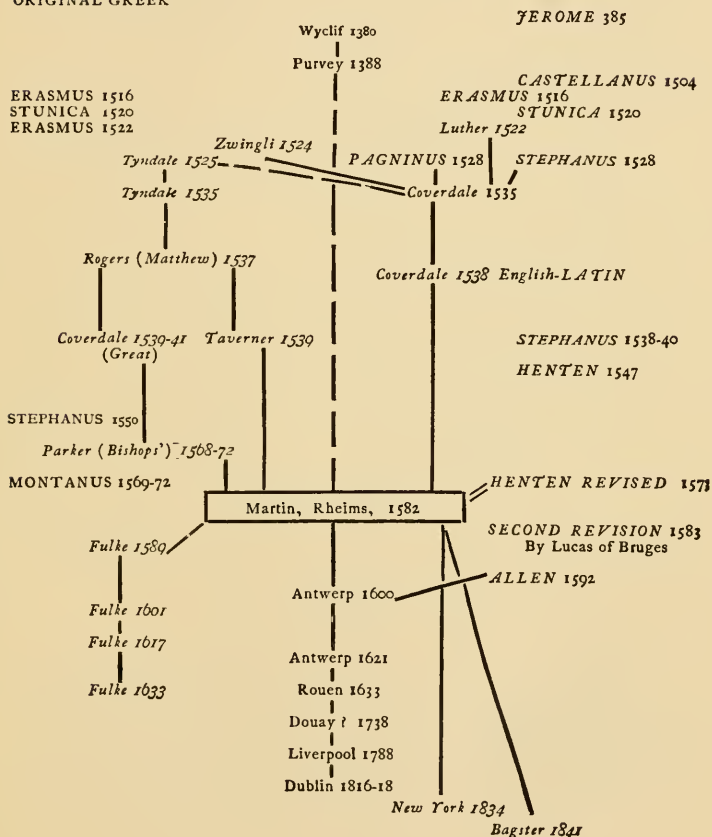 ORIGINAL GREEK
JEROME 385
Wyclif 1380
Purvey 1388
CASTELLANUS 1504
ERASMUS 1516
ERASMUS 1516
STUNICA 1520
STUNICA 1520
ERASMUS 1522
Luther 1522
Zwingli 1524
Tyndale 1525
PAGNINUS 1528
STEPHANUS 1528
Tyndale 1535
Coverdale 1535
Rogers (Matthew) 1537
Coverdale 1538 English-LATIN
Coverdale 1539-41
(Great)
Taverner 1539
STEPHANUS 1538-40
HENTEN 1547
STEPHANUS 1550
Parker (Bishops') 1568-72
MONTANUS 1569-72
HENTEN REVISED 1573
Martin, Rheims, 1582
SECOND REVISION 1583
By Lucas of Bruges
Fulke 1589
ALLEN 1592
Antwerp 1600
Fulke 1601
Fulke 1617
Antwerp 1621
Fulke 1633
Rouen 1633
Douay ? 1738
Liverpool 1788
Dublin 1816-18
New York 1834
Bagster 1841